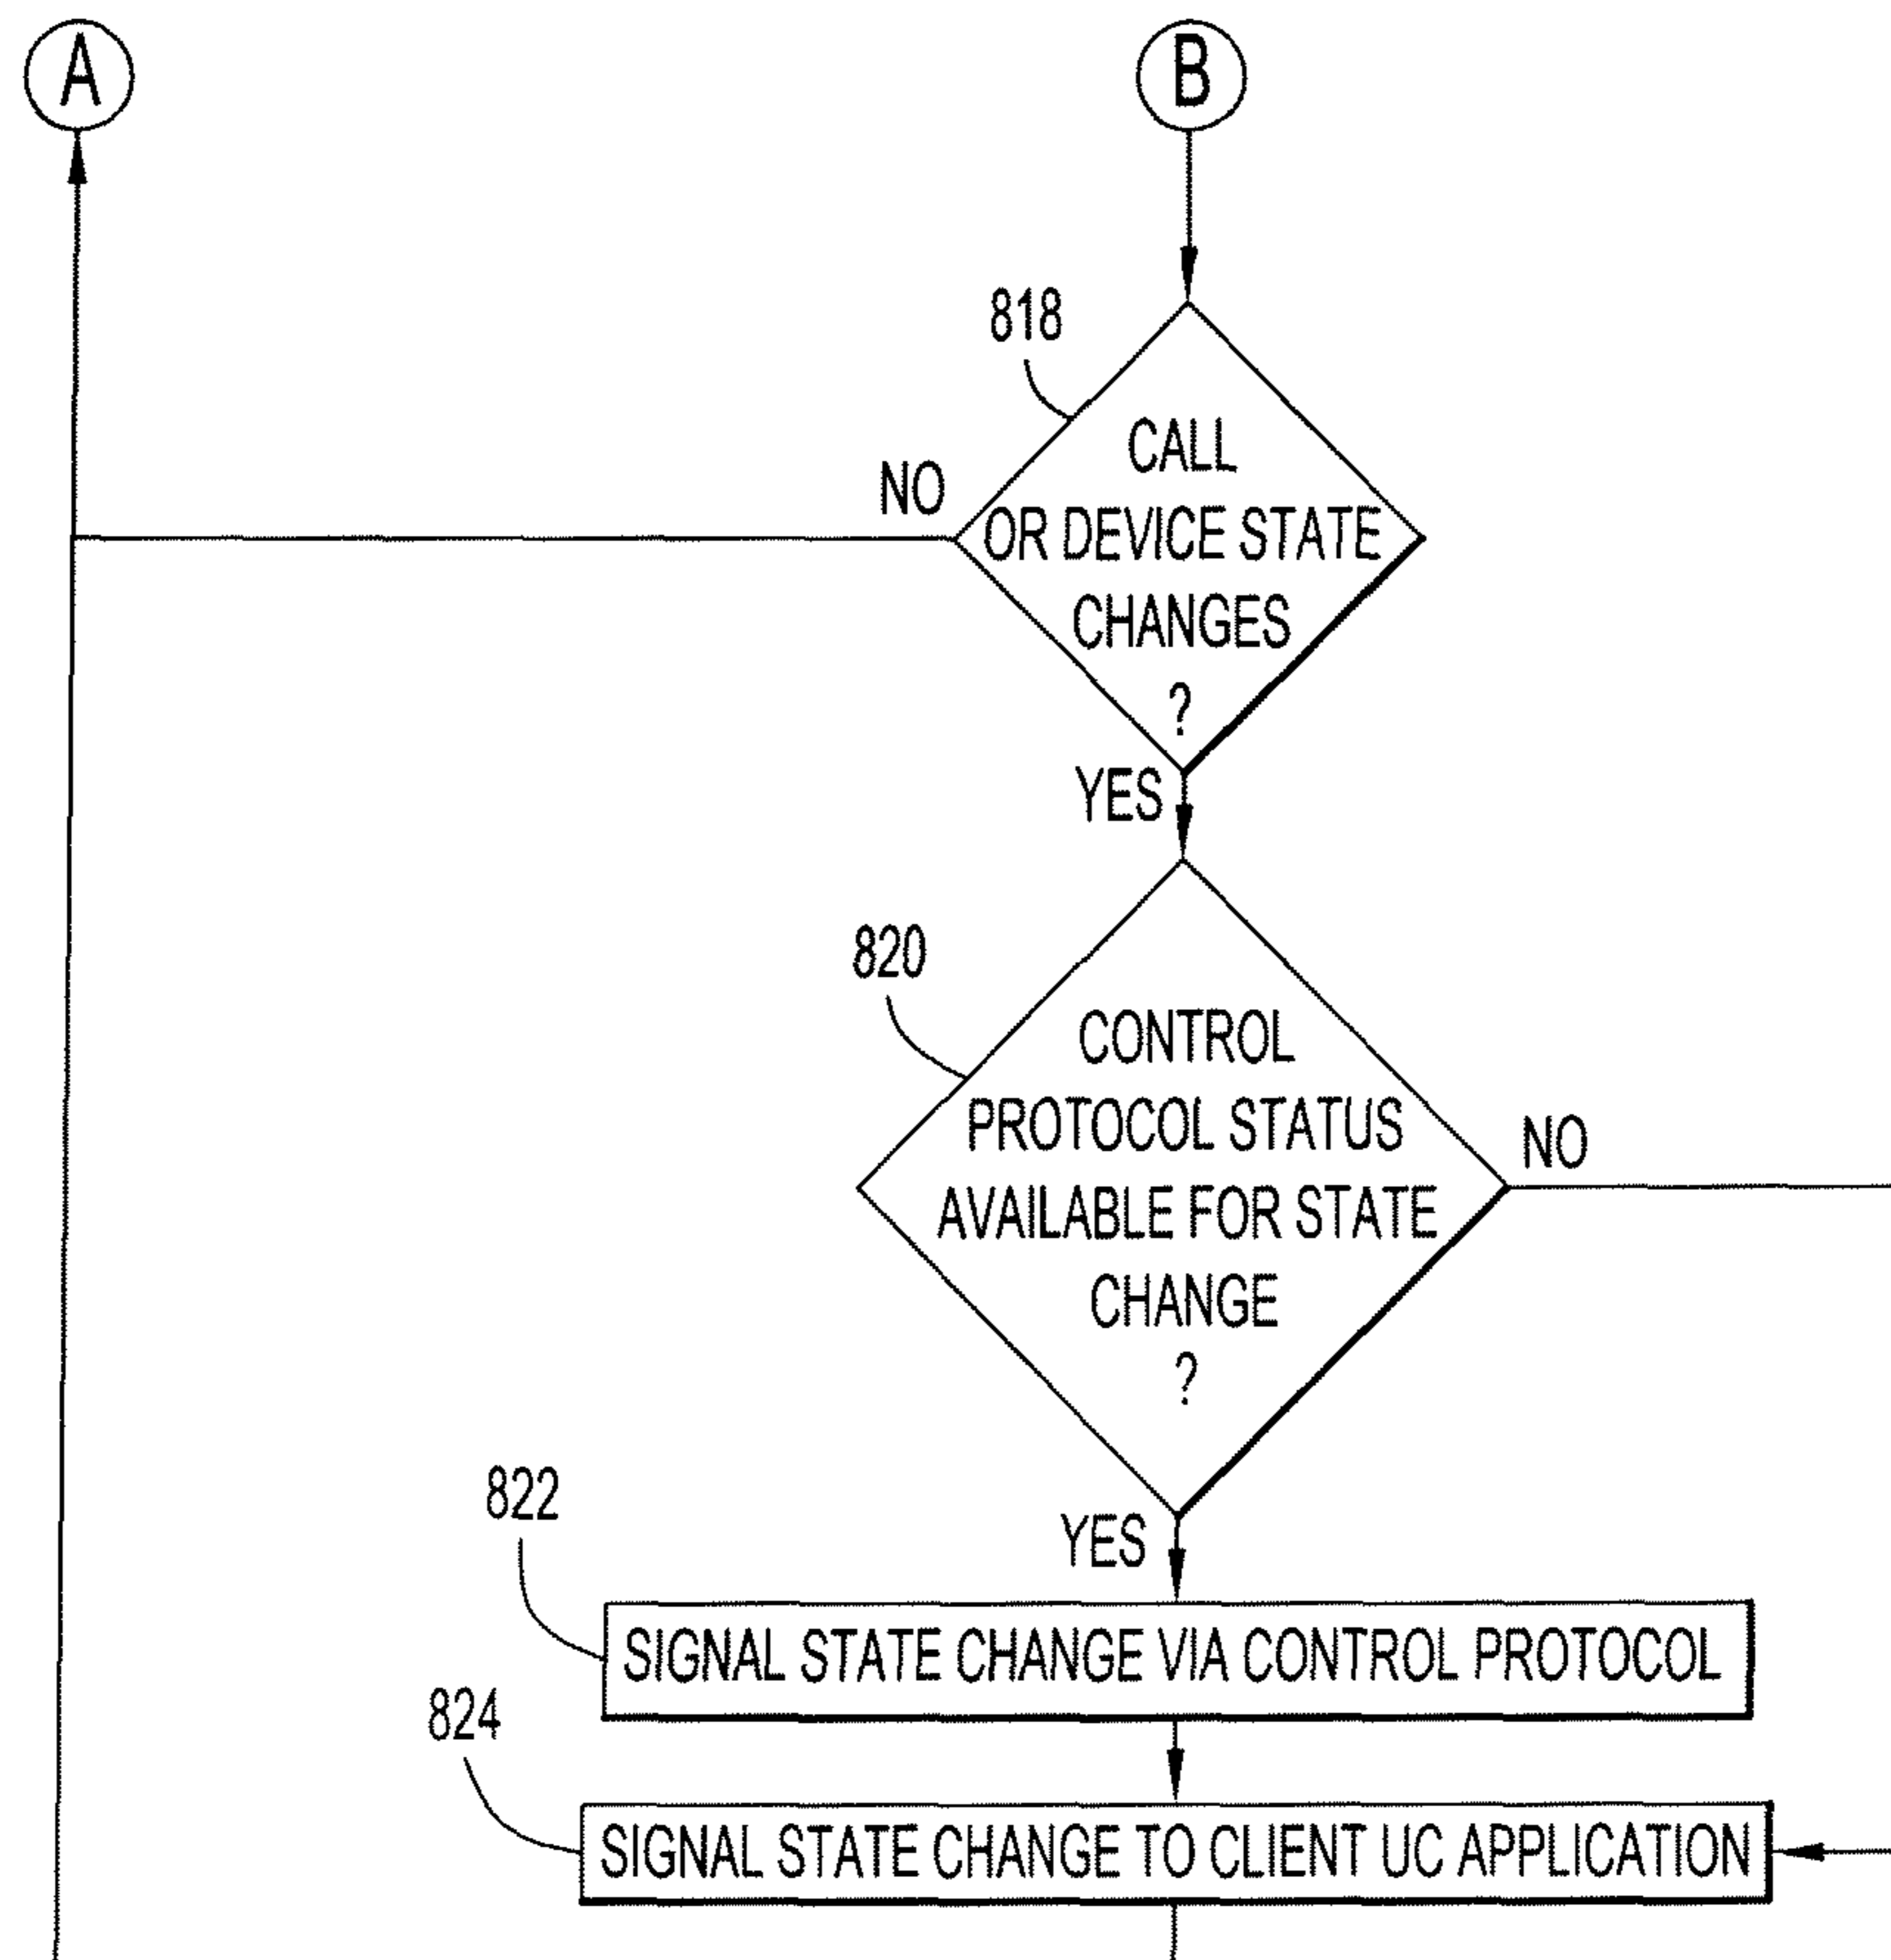 A
B
818
CALL
OR DEVICE STATE
CHANGES
?
NO
YES
820
CONTROL
PROTOCOL STATUS
AVAILABLE FOR STATE
CHANGE
?
NO
YES
822
SIGNAL STATE CHANGE VIA CONTROL PROTOCOL
824
SIGNAL STATE CHANGE TO CLIENT UC APPLICATION